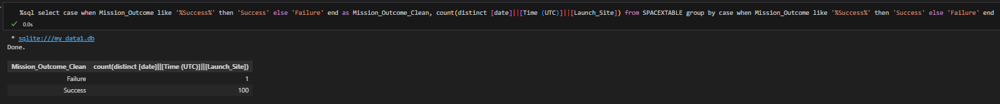 %sql select case when Mission_Outcome like '%Success%' then 'Success' else 'Failure' end as Mission_Outcome_Clean, count(distinct [date]||[Time (UTC)]||[Launch_Site]) from SPACEXTABLE group by case when Mission_Outcome like '%Success%' then 'Success' else 'Failure' end
0.0s
* sqlite:///my_data1.db
Done.
Mission_Outcome_Clean count(distinct [date]||[Time (UTC)]||[Launch_Site])
Failure 1
Success 100